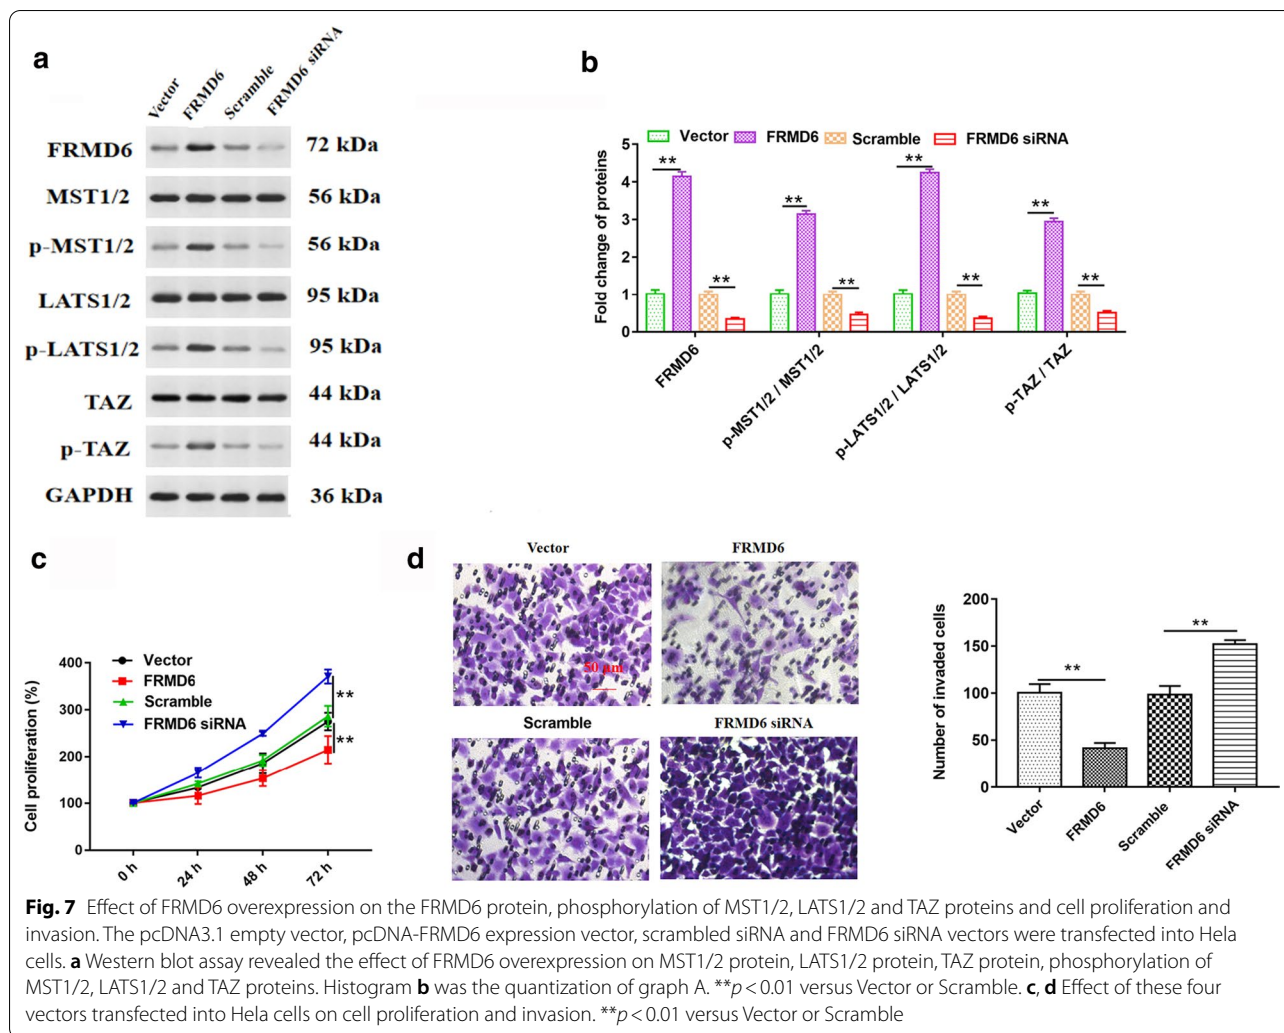 a
Vector
FRMD6
Scramble
FRMD6 siRNA
FRMD6 72 kDa
MST1/2 56 kDa
p-MST1/2 56 kDa
LATS1/2 95 kDa
p-LATS1/2 95 kDa
TAZ 44 kDa
p-TAZ 44 kDa
GAPDH 36 kDa
b
Vector FRMD6 Scramble FRMD6 siRNA
Fold change of proteins
5
4
3
2
1
0
** ** ** **
** ** ** **
FRMD6
p-MST1/2 / MST1/2
p-LATS1/2 / LATS1/2
p-TAZ / TAZ
c
Vector
FRMD6
Scramble
FRMD6 siRNA
Cell proliferation (%)
400
300
200
100
0
**
**
0 h
24 h
48 h
72 h
d
Vector
FRMD6
50 μm
Scramble
FRMD6 siRNA
Number of invaded cells
200
150
100
50
0
**
**
Vector
FRMD6
Scramble
FRMD6 siRNA
Fig. 7 Effect of FRMD6 overexpression on the FRMD6 protein, phosphorylation of MST1/2, LATS1/2 and TAZ proteins and cell proliferation and
invasion. The pcDNA3.1 empty vector, pcDNA-FRMD6 expression vector, scrambled siRNA and FRMD6 siRNA vectors were transfected into Hela
cells. a Western blot assay revealed the effect of FRMD6 overexpression on MST1/2 protein, LATS1/2 protein, TAZ protein, phosphorylation of
MST1/2, LATS1/2 and TAZ proteins. Histogram b was the quantization of graph A. **p < 0.01 versus Vector or Scramble. c, d Effect of these four
vectors transfected into Hela cells on cell proliferation and invasion. **p < 0.01 versus Vector or Scramble